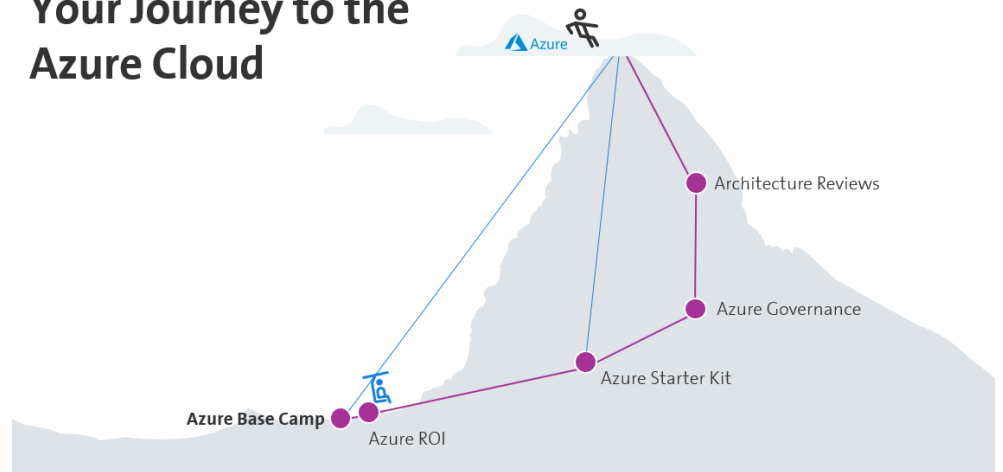 Your Journey to the
Azure Cloud
Azure
Architecture Reviews
Azure Governance
Azure Starter Kit
Azure Base Camp
Azure ROI